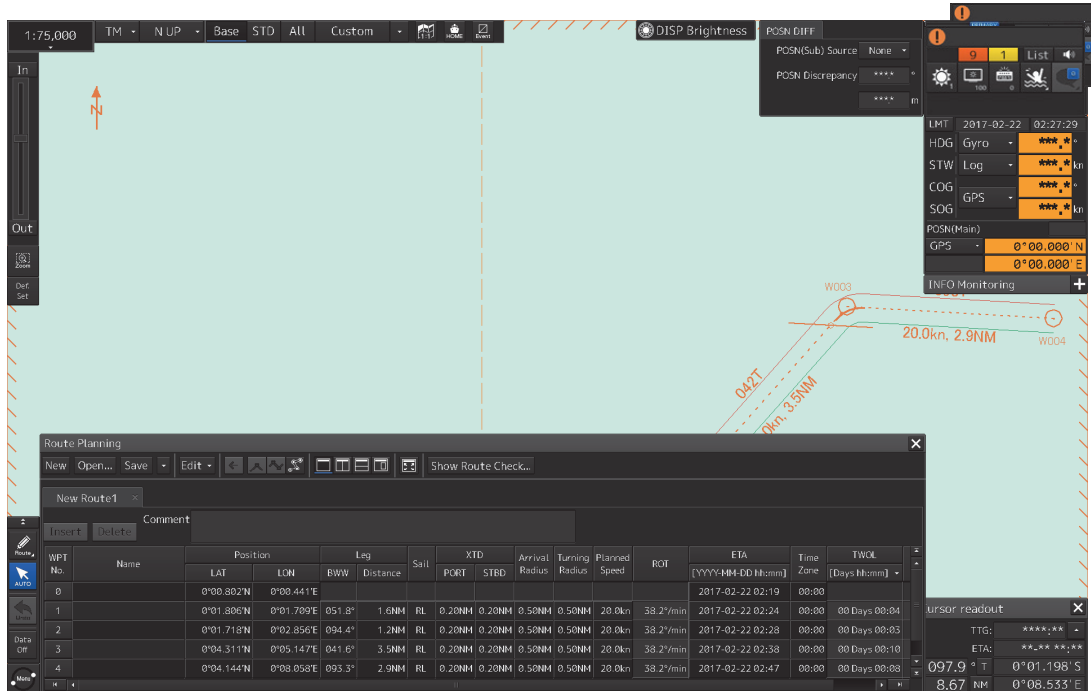 1:75,000
TM N UP Base STD All Custom 1:1 HOME Event
DISP Brightness
POSN DIFF
POSN(Sub) Source None
POSN Discrepancy ***.* °
***.* m
9 1 List
1 100 0
LMT 2017-02-22 02:27:29
HDG Gyro ***.* °
STW Log ***.* kn
COG GPS ***.* °
SOG ***.* kn
POSN(Main)
GPS 0°00.000'N
0°00.000'E
INFO Monitoring +
In
Out
Zoom
Def. Set
N
W003
20.0kn, 2.9NM
W004
042T
0kn, 3.5NM
Route Planning
New Open... Save Edit Show Route Check...
New Route1 ×
Insert Delete Comment
WPT No. Name Position Leg Sail XTD Arrival Radius Turning Radius Planned Speed ROT ETA Time Zone TWOL
LAT LON BWW Distance PORT STBD [YYYY-MM-DD hh:mm] [Days hh:mm]
0 0°00.802'N 0°00.441'E 2017-02-22 02:19 00:00
1 0°01.806'N 0°01.709'E 051.8° 1.6NM RL 0.20NM 0.20NM 0.50NM 0.50NM 20.0kn 38.2°/min 2017-02-22 02:24 00:00 00 Days 00:04
2 0°01.718'N 0°02.856'E 094.4° 1.2NM RL 0.20NM 0.20NM 0.50NM 0.50NM 20.0kn 38.2°/min 2017-02-22 02:28 00:00 00 Days 00:03
3 0°04.311'N 0°05.147'E 041.6° 3.5NM RL 0.20NM 0.20NM 0.50NM 0.50NM 20.0kn 38.2°/min 2017-02-22 02:38 00:00 00 Days 00:10
4 0°04.144'N 0°08.058'E 093.3° 2.9NM RL 0.20NM 0.20NM 0.50NM 0.50NM 20.0kn 38.2°/min 2017-02-22 02:47 00:00 00 Days 00:08
Route
AUTO
Undo
Data Off
Menu
ursor readout
TTG: ****:**
ETA: **-** **:**
097.9 ° T 0°01.198'S
8.67 NM 0°08.533'E